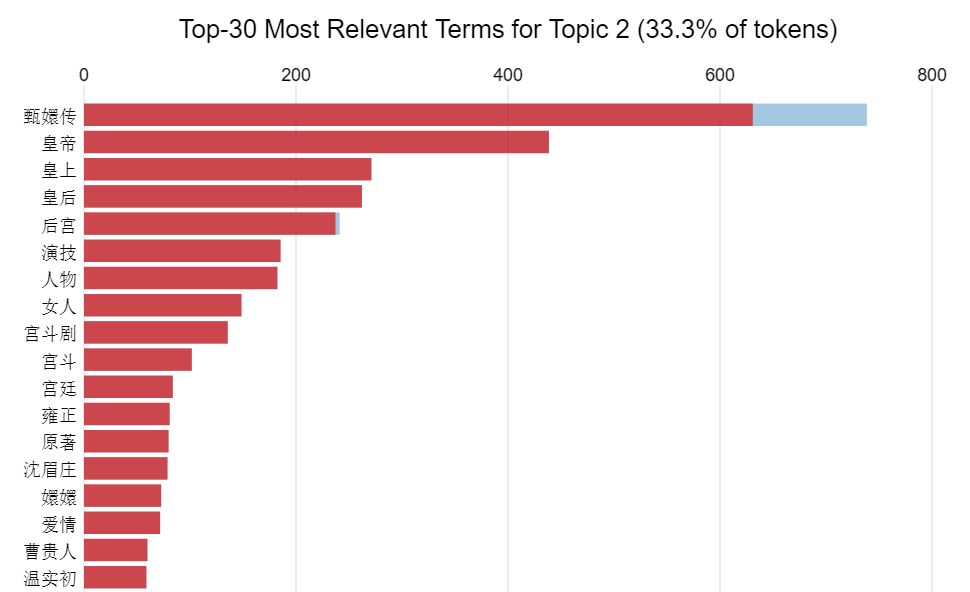 Top-30 Most Relevant Terms for Topic 2 (33.3% of tokens)
0 200 400 600 800
甄嬛传
皇帝
皇上
皇后
后宫
演技
人物
女人
宫斗剧
宫斗
宫廷
雍正
原著
沈眉庄
嬛嬛
爱情
曹贵人
温实初